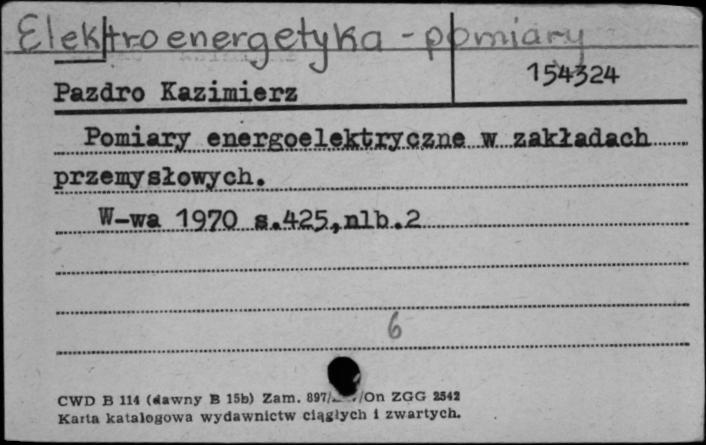 Elektroenergetyka - pomiary
154324
Pazdro Kazimierz
Pomiary energoelektryczne w zakładach
przemysłowych.
W-wa 1970 s.425,nlb.2
6
CWD B 114 (dawny B 15b) Zam. 897/ /On ZGG 2542
Karta katalogowa wydawnictw ciągłych i zwartych.